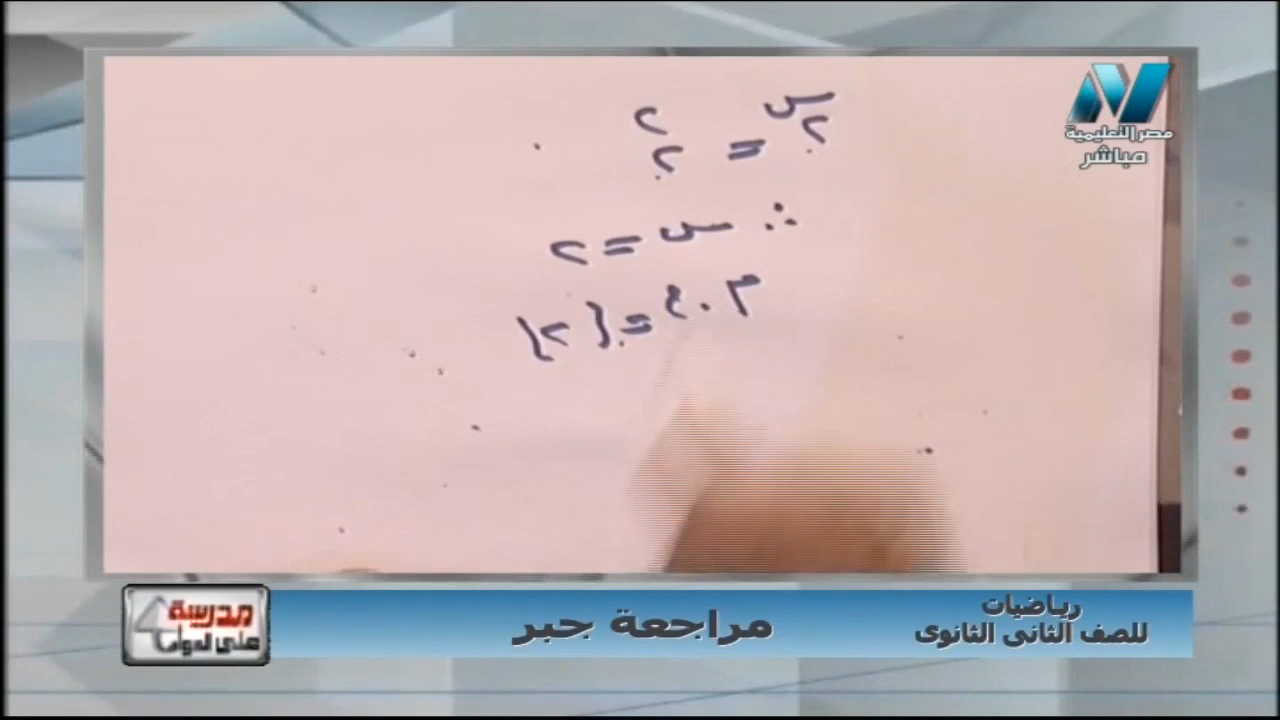 مصر التعليمية
مباشر
٢^س = ٢^٢
∴ س = ٢
م.ح = {٢}
رياضيات
للصف الثانى الثانوى
مراجعة جبر
مدرسة
على الهواء